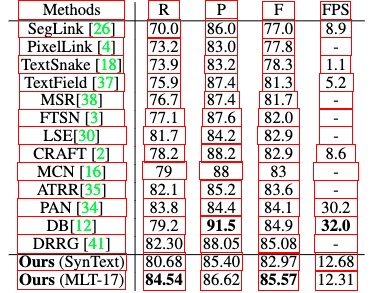 Methods R P F FPS
SegLink [26] 70.0 86.0 77.0 8.9
PixelLink [4] 73.2 83.0 77.8 -
TextSnake [18] 73.9 83.2 78.3 1.1
TextField [37] 75.9 87.4 81.3 5.2
MSR[38] 76.7 87.4 81.7 -
FTSN [3] 77.1 87.6 82.0 -
LSE[30] 81.7 84.2 82.9 -
CRAFT [2] 78.2 88.2 82.9 8.6
MCN [16] 79 88 83 -
ATRR[35] 82.1 85.2 83.6 -
PAN [34] 83.8 84.4 84.1 30.2
DB[12] 79.2 91.5 84.9 32.0
DRRG [41] 82.30 88.05 85.08 -
Ours (SynText) 80.68 85.40 82.97 12.68
Ours (MLT-17) 84.54 86.62 85.57 12.31